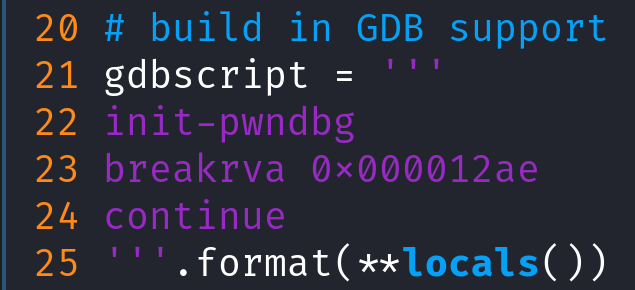 20 # build in GDB support
21 gdbscript = '''
22 init-pwndbg
23 breakrva 0x000012ae
24 continue
25 '''.format(**locals())